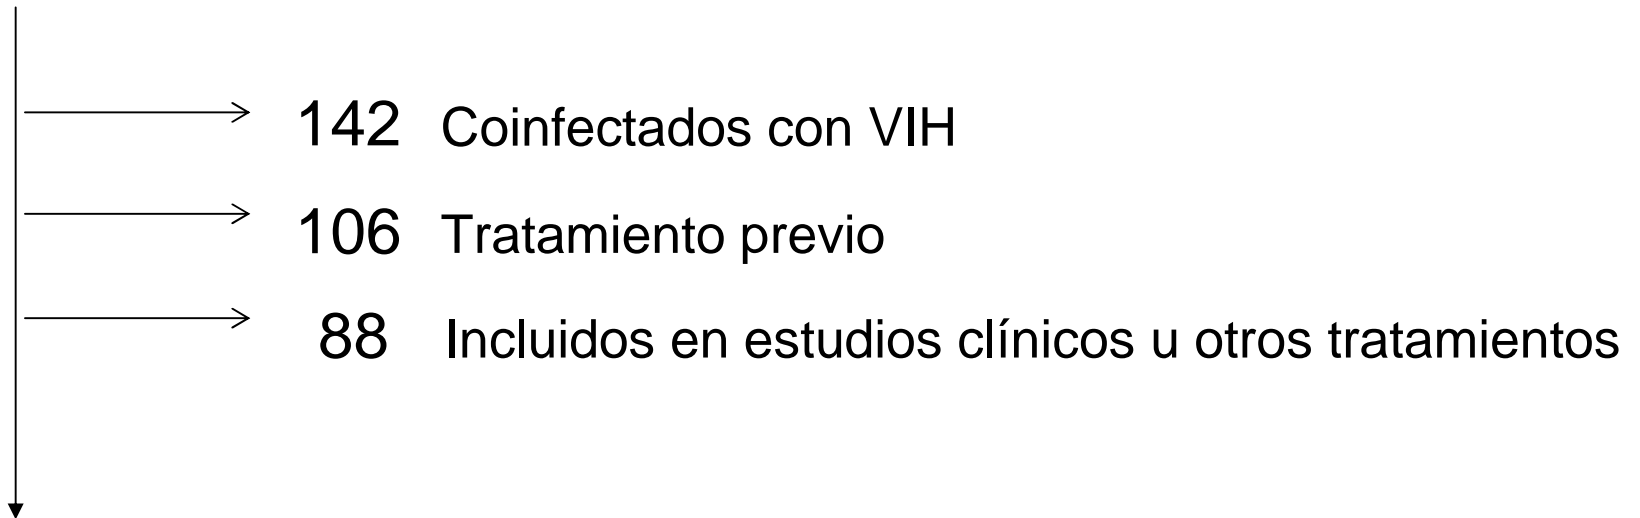 142 Coinfectados con VIH
106 Tratamiento previo
88 Incluidos en estudios clínicos u otros tratamientos